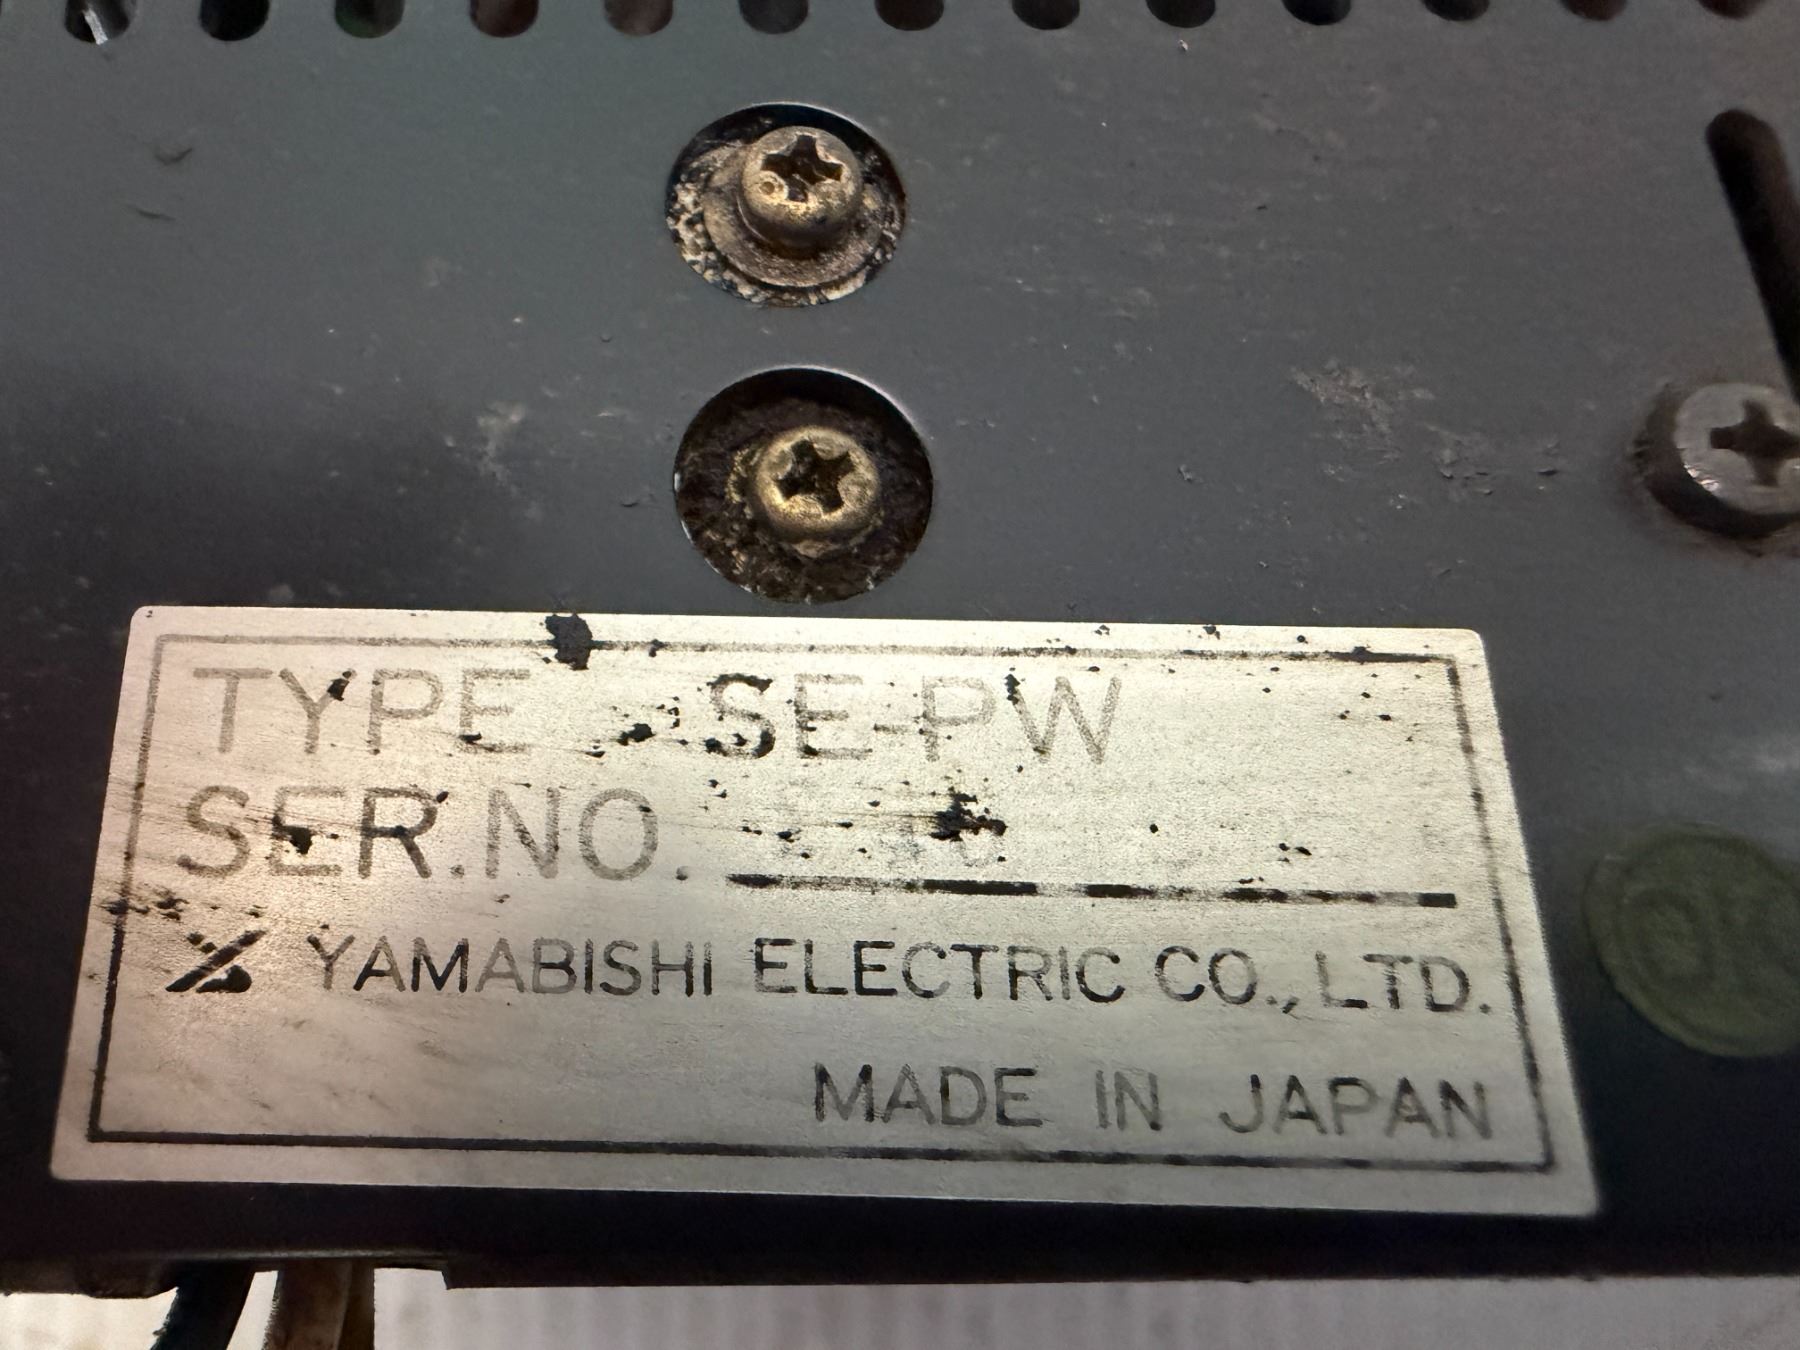 TYPE SE-PW
SER.NO.
YAMABISHI ELECTRIC CO., LTD.
MADE IN JAPAN